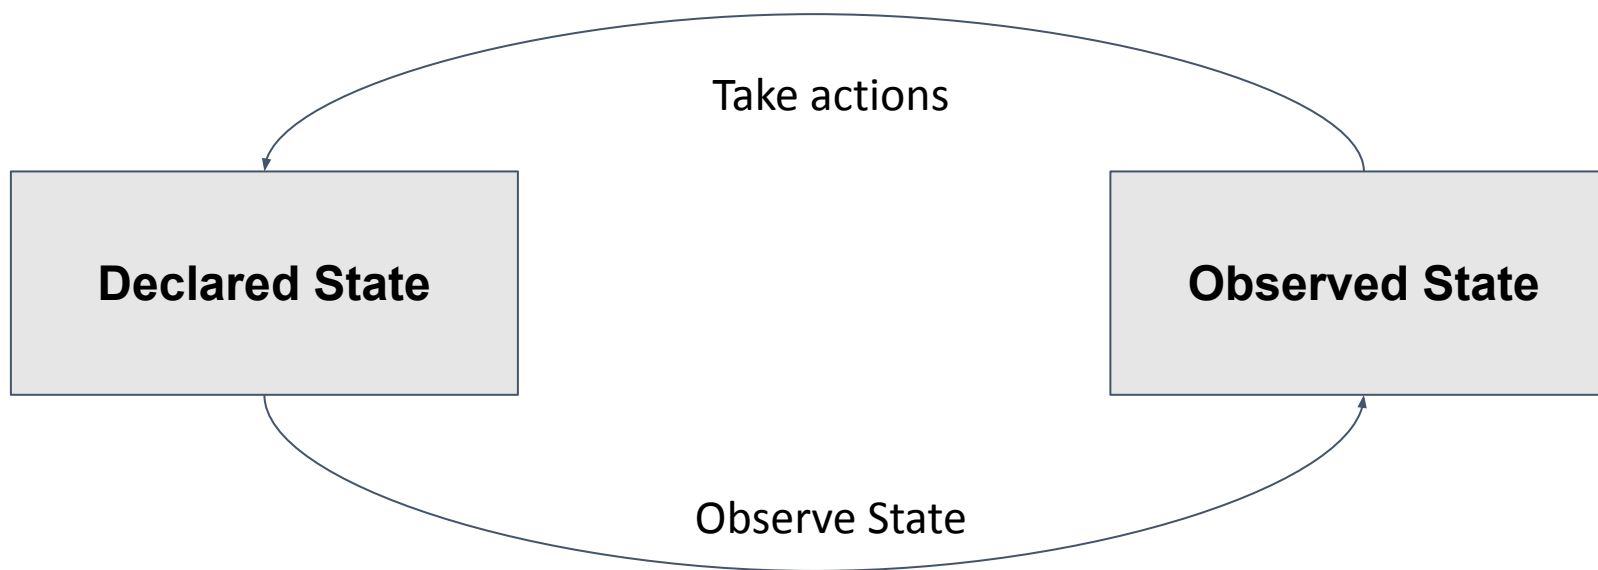 Take actions
Declared State
Observed State
Observe State